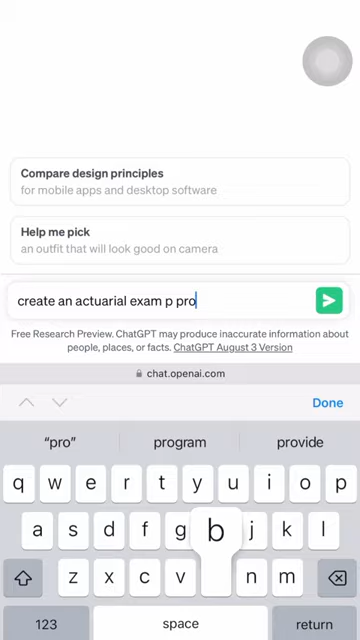 Compare design principles
for mobile apps and desktop software
Help me pick
an outfit that will look good on camera
create an actuarial exam p pro
Free Research Preview. ChatGPT may produce inaccurate information about
people, places, or facts. ChatGPT August 3 Version
chat.openai.com
Done
"pro" program provide
q w e r t y u i o p
a s d f g b j k l
z x c v n m
123 space return